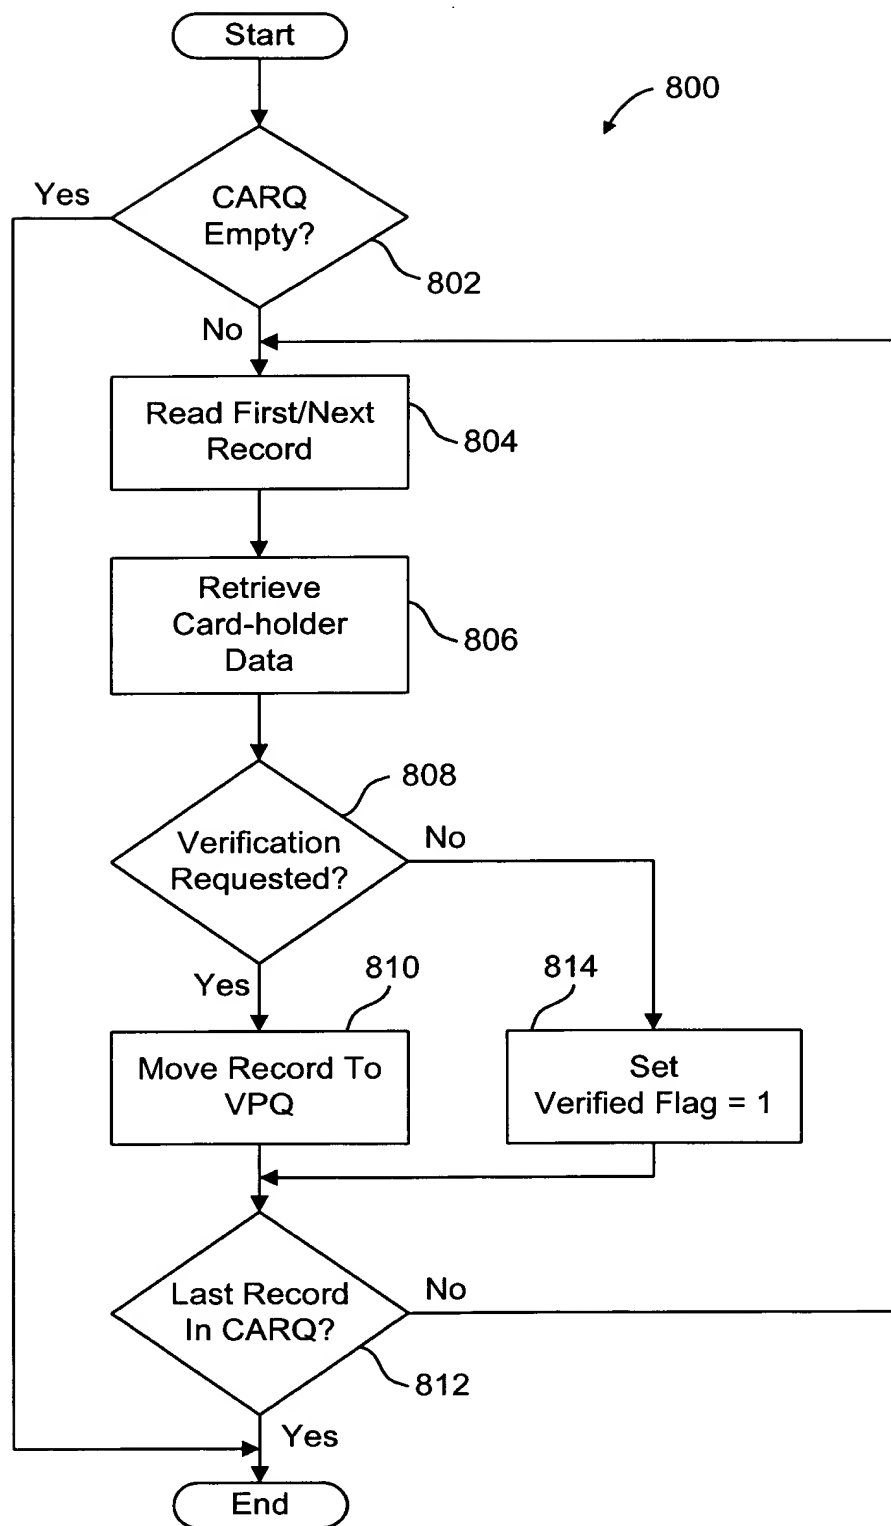 Start
800
Yes
CARQ
Empty?
802
No
Read First/Next
Record
804
Retrieve
Card-holder
Data
806
808
Verification
Requested?
No
Yes
810
814
Move Record To
VPQ
Set
Verified Flag = 1
Last Record
In CARQ?
No
812
Yes
End